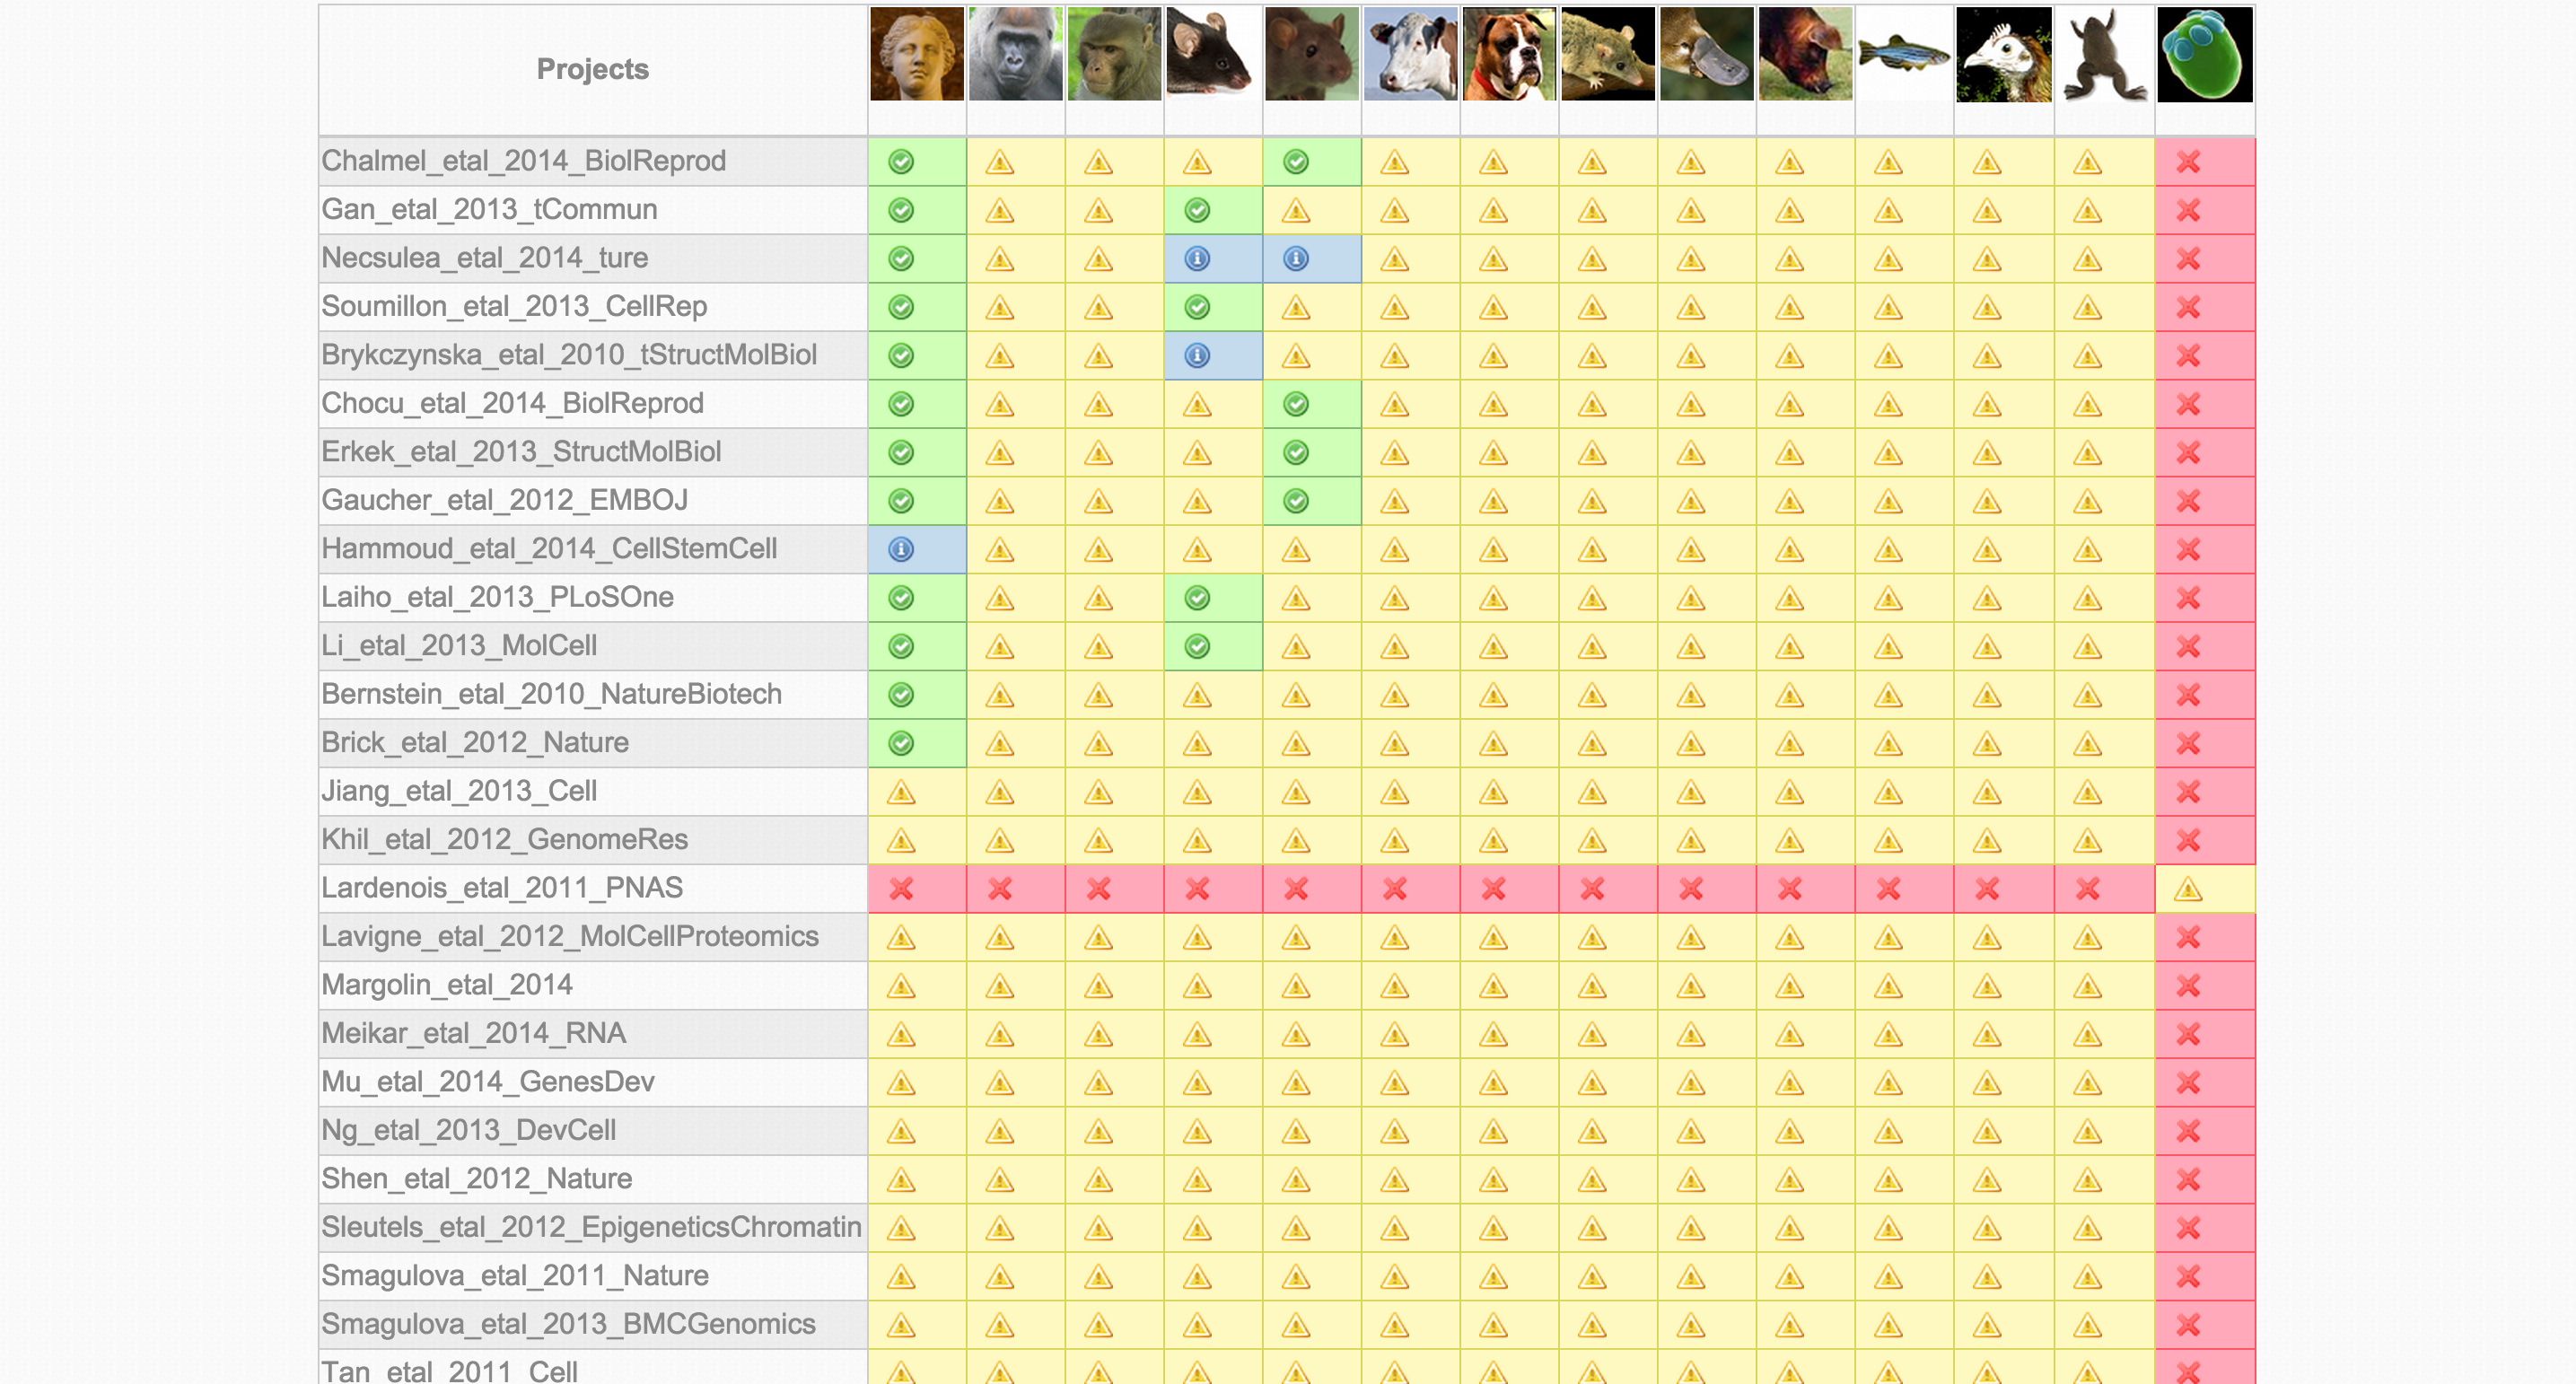 Projects
Chalmel_etal_2014_BiolReprod
Gan_etal_2013_tCommun
Necsulea_etal_2014_ture
Soumillon_etal_2013_CellRep
Brykczynska_etal_2010_tStructMolBiol
Chocu_etal_2014_BiolReprod
Erkek_etal_2013_StructMolBiol
Gaucher_etal_2012_EMBOJ
Hammoud_etal_2014_CellStemCell
Laiho_etal_2013_PLoSOne
Li_etal_2013_MolCell
Bernstein_etal_2010_NatureBiotech
Brick_etal_2012_Nature
Jiang_etal_2013_Cell
Khil_etal_2012_GenomeRes
Lardenois_etal_2011_PNAS
Lavigne_etal_2012_MolCellProteomics
Margolin_etal_2014
Meikar_etal_2014_RNA
Mu_etal_2014_GenesDev
Ng_etal_2013_DevCell
Shen_etal_2012_Nature
Sleutels_etal_2012_EpigeneticsChromatin
Smagulova_etal_2011_Nature
Smagulova_etal_2013_BMCGenomics
Tan_etal_2011_Cell